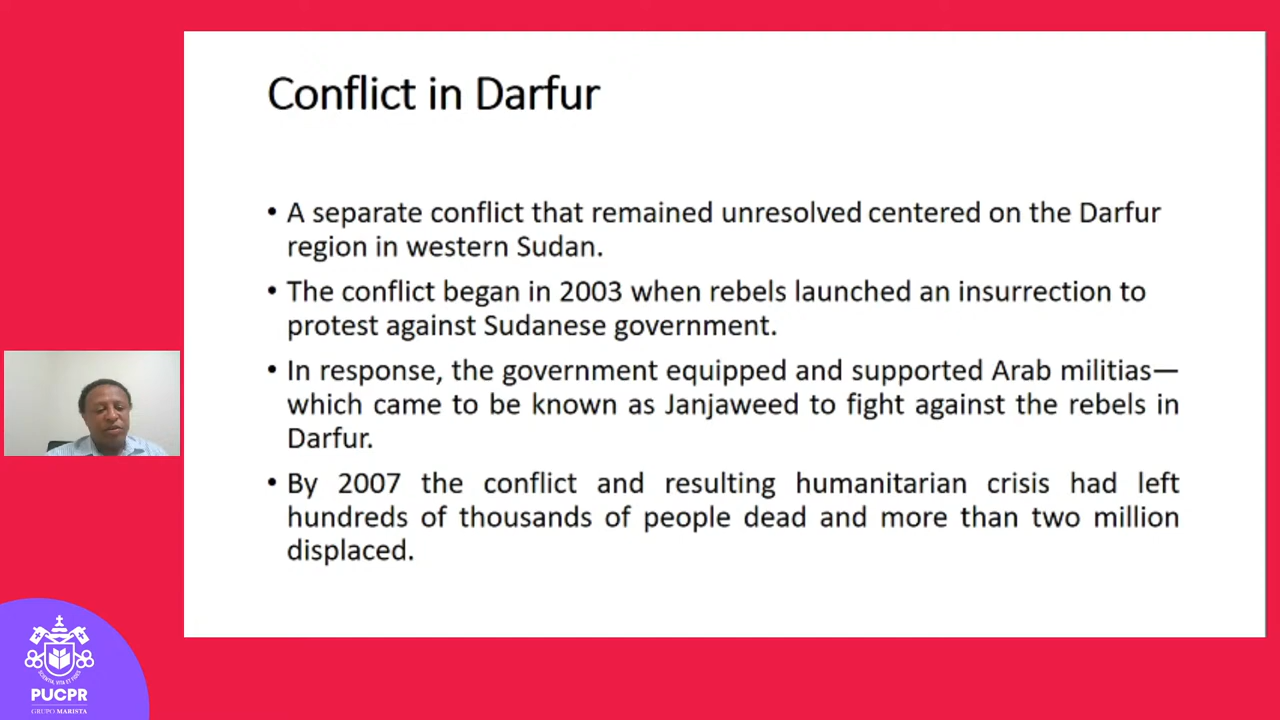 Conflict in Darfur
• A separate conflict that remained unresolved centered on the Darfur
region in western Sudan.
• The conflict began in 2003 when rebels launched an insurrection to
protest against Sudanese government.
• In response, the government equipped and supported Arab militias—
which came to be known as Janjaweed to fight against the rebels in
Darfur.
• By 2007 the conflict and resulting humanitarian crisis had left
hundreds of thousands of people dead and more than two million
displaced.
SCIENTIA, VITA ET FIDES
PUCPR
GRUPO MARISTA